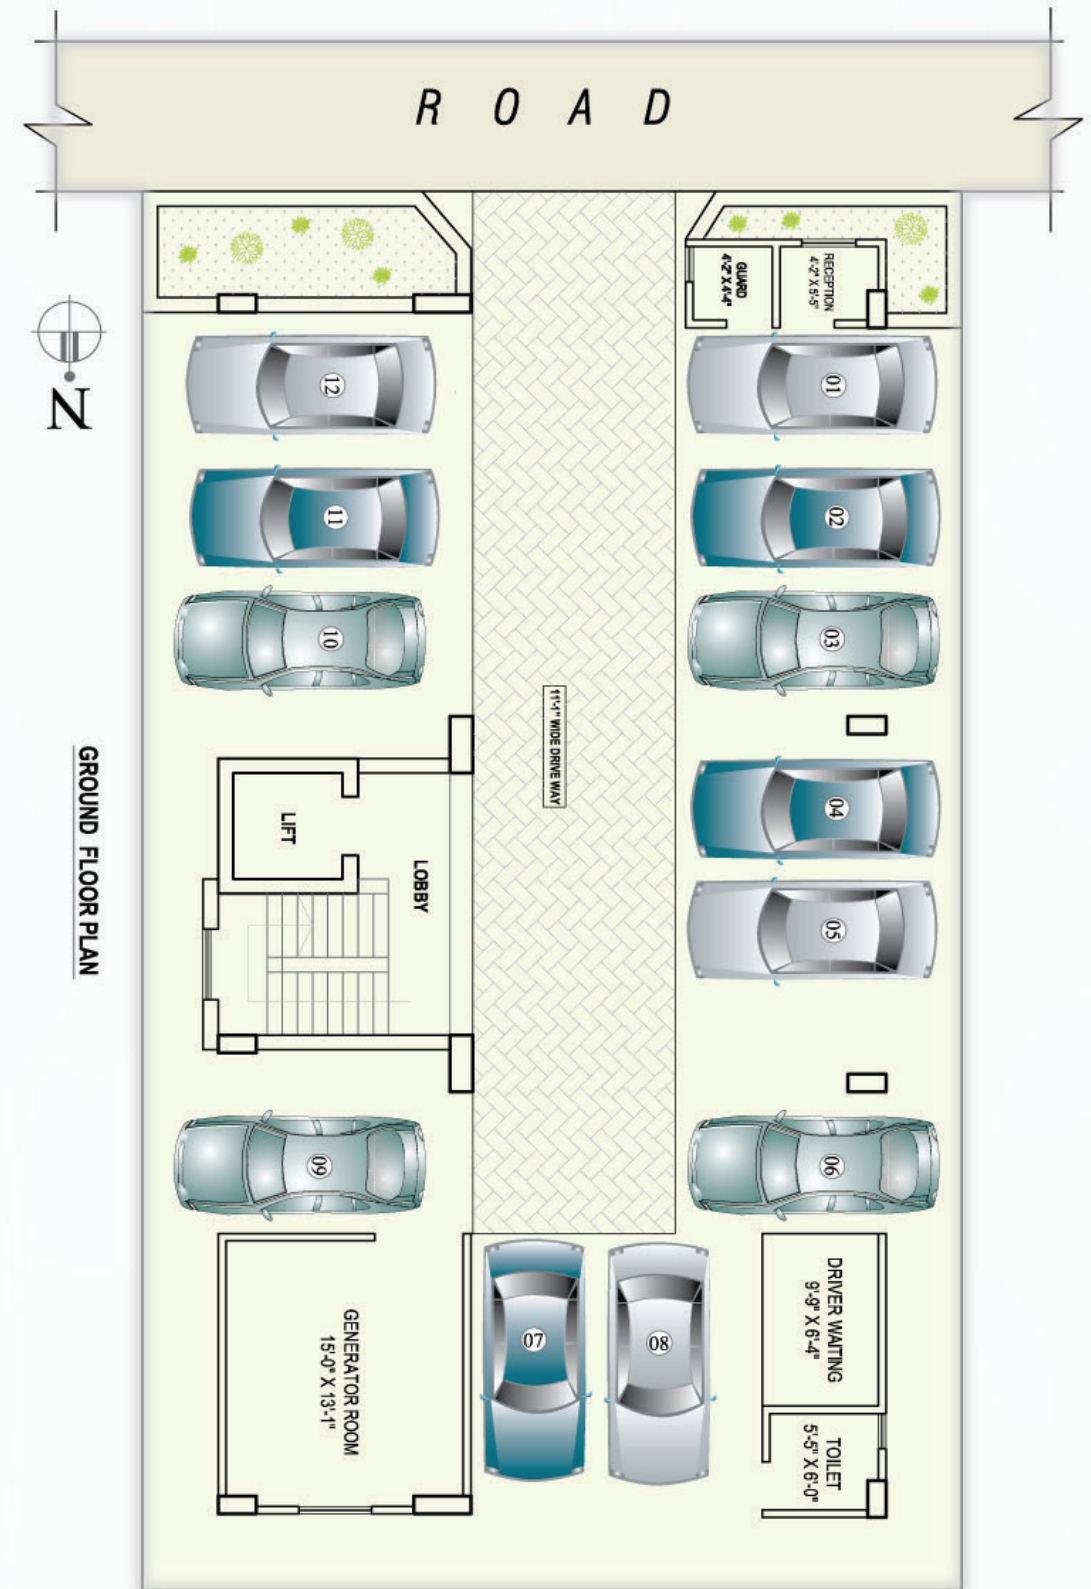 ROAD
GUARD
4'-2" X 4'-4"
RECEPTION
4'-2" X 5'-5"
N
12
01
11
02
10
03
11'-1" WIDE DRIVE WAY
GROUND FLOOR PLAN
LIFT
LOBBY
04
05
09
06
GENERATOR ROOM
15'-0" X 13'-1"
07
08
DRIVER WAITING
9'-9" X 6'-4"
TOILET
5'-5" X 6'-0"